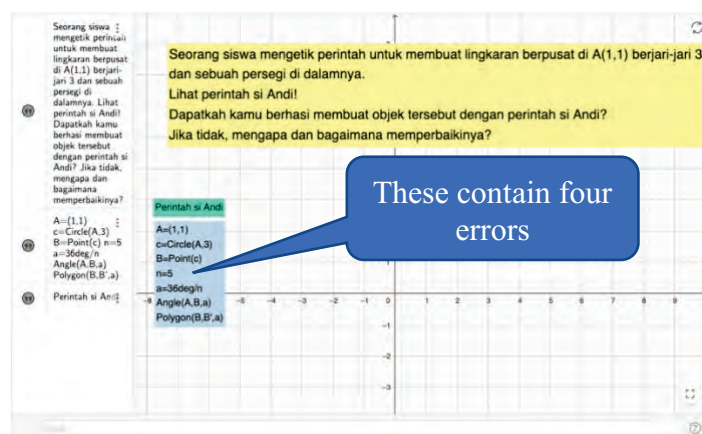 Seorang siswa
mengetik perintah
untuk membuat
lingkaran berpusat
di A(1,1) berjari-
jari 3 dan sebuah
persegi di
dalamnya. Lihat
perintah si Andi!
Dapatkah kamu
berhasi membuat
objek tersebut
dengan perintah si
Andi? Jika tidak,
mengapa dan
bagaimana
memperbaikinya?
A=(1,1)
c=Circle(A,3)
B=Point(c) n=5
a=36deg/n
Angle(A,B,a)
Polygon(B,B',a)
Perintah si Andi
Seorang siswa mengetik perintah untuk membuat lingkaran berpusat di A(1,1) berjari-jari 3
dan sebuah persegi di dalamnya.
Lihat perintah si Andi!
Dapatkah kamu berhasi membuat objek tersebut dengan perintah si Andi?
Jika tidak, mengapa dan bagaimana memperbaikinya?
These contain four
errors
Perintah si Andi
A=(1,1)
c=Circle(A,3)
B=Point(c)
n=5
a=36deg/n
Angle(A,B,a)
Polygon(B,B',a)
-5 -4 -3 -2 -1 0 1 2 3 4 5 6 7 8 9
-1
-2
-3